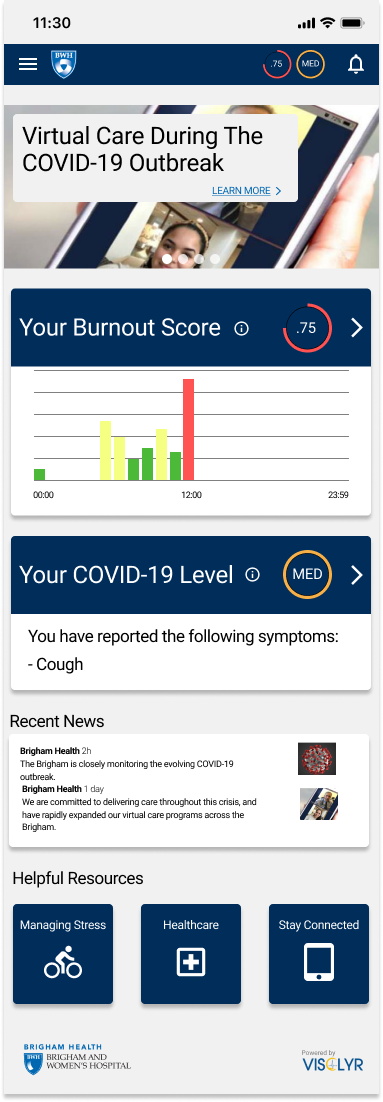 11:30
BWH
.75
MED
Virtual Care During The
COVID-19 Outbreak
LEARN MORE
Your Burnout Score
.75
00:00
12:00
23:59
Your COVID-19 Level
MED
You have reported the following symptoms:
- Cough
Recent News
Brigham Health 2h
The Brigham is closely monitoring the evolving COVID-19
outbreak.
Brigham Health 1 day
We are committed to delivering care throughout this crisis, and
have rapidly expanded our virtual care programs across the
Brigham.
Helpful Resources
Managing Stress
Healthcare
Stay Connected
BRIGHAM HEALTH
BWH
BRIGHAM AND
WOMEN'S HOSPITAL
Powered by
VISCLYR